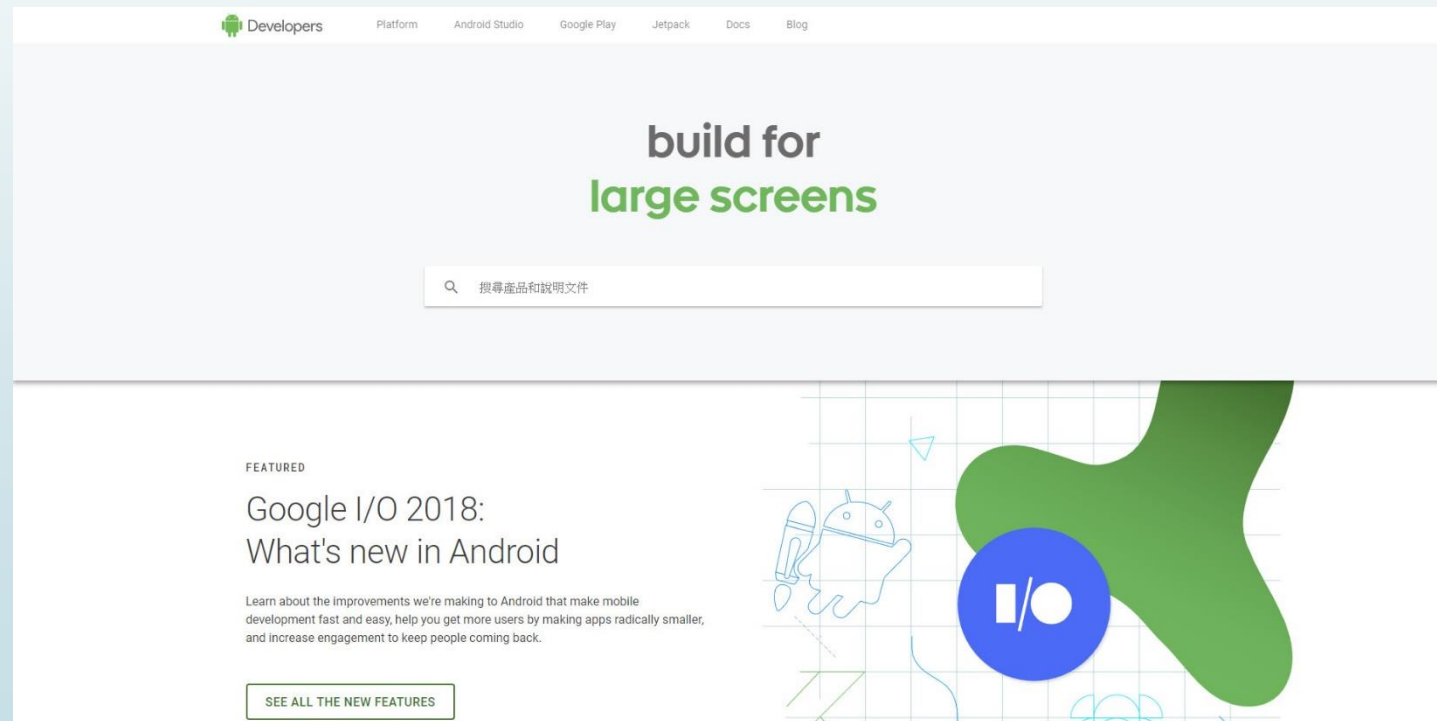 Developers Platform Android Studio Google Play Jetpack Docs Blog
build for
large screens
搜尋產品和說明文件
FEATURED
Google I/O 2018:
What's new in Android
Learn about the improvements we're making to Android that make mobile
development fast and easy, help you get more users by making apps radically smaller,
and increase engagement to keep people coming back.
SEE ALL THE NEW FEATURES
I/O